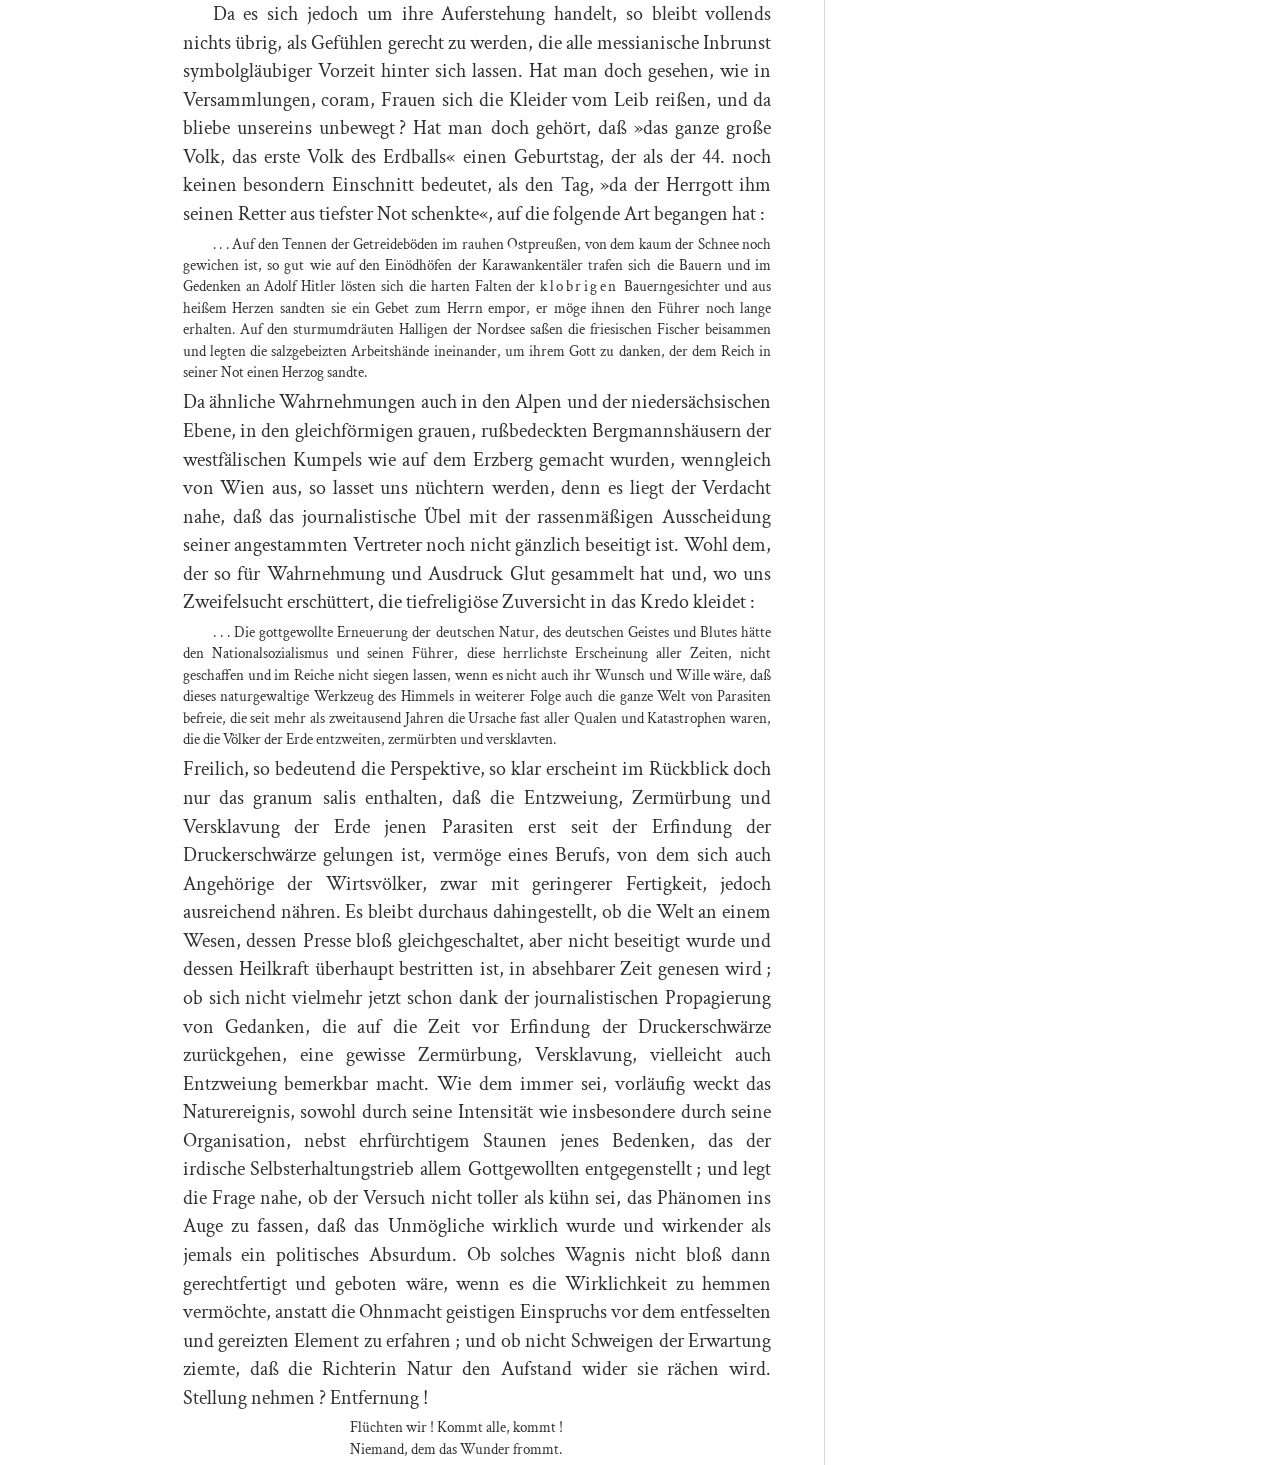 Da es sich jedoch um ihre Auferstehung handelt, so bleibt vollends
nichts übrig, als Gefühlen gerecht zu werden, die alle messianische Inbrunst
symbolgläubiger Vorzeit hinter sich lassen. Hat man doch gesehen, wie in
Versammlungen, coram, Frauen sich die Kleider vom Leib reißen, und da
bliebe unsereins unbewegt ? Hat man doch gehört, daß »das ganze große
Volk, das erste Volk des Erdballs« einen Geburtstag, der als der 44. noch
keinen besondern Einschnitt bedeutet, als den Tag, »da der Herrgott ihm
seinen Retter aus tiefster Not schenkte«, auf die folgende Art begangen hat :
. . . Auf den Tennen der Getreideböden im rauhen Ostpreußen, von dem kaum der Schnee noch
gewichen ist, so gut wie auf den Einödhöfen der Karawankentäler trafen sich die Bauern und im
Gedenken an Adolf Hitler lösten sich die harten Falten der klobrigen Bauerngesichter und aus
heißem Herzen sandten sie ein Gebet zum Herrn empor, er möge ihnen den Führer noch lange
erhalten. Auf den sturmumdräuten Halligen der Nordsee saßen die friesischen Fischer beisammen
und legten die salzgebeizten Arbeitshände ineinander, um ihrem Gott zu danken, der dem Reich in
seiner Not einen Herzog sandte.
Da ähnliche Wahrnehmungen auch in den Alpen und der niedersächsischen
Ebene, in den gleichförmigen grauen, rußbedeckten Bergmannshäusern der
westfälischen Kumpels wie auf dem Erzberg gemacht wurden, wenngleich
von Wien aus, so lasset uns nüchtern werden, denn es liegt der Verdacht
nahe, daß das journalistische Übel mit der rassenmäßigen Ausscheidung
seiner angestammten Vertreter noch nicht gänzlich beseitigt ist. Wohl dem,
der so für Wahrnehmung und Ausdruck Glut gesammelt hat und, wo uns
Zweifelsucht erschüttert, die tiefreligiöse Zuversicht in das Kredo kleidet :
. . . Die gottgewollte Erneuerung der deutschen Natur, des deutschen Geistes und Blutes hätte
den Nationalsozialismus und seinen Führer, diese herrlichste Erscheinung aller Zeiten, nicht
geschaffen und im Reiche nicht siegen lassen, wenn es nicht auch ihr Wunsch und Wille wäre, daß
dieses naturgewaltige Werkzeug des Himmels in weiterer Folge auch die ganze Welt von Parasiten
befreie, die seit mehr als zweitausend Jahren die Ursache fast aller Qualen und Katastrophen waren,
die die Völker der Erde entzweiten, zermürbten und versklavten.
Freilich, so bedeutend die Perspektive, so klar erscheint im Rückblick doch
nur das granum salis enthalten, daß die Entzweiung, Zermürbung und
Versklavung der Erde jenen Parasiten erst seit der Erfindung der
Druckerschwärze gelungen ist, vermöge eines Berufs, von dem sich auch
Angehörige der Wirtsvölker, zwar mit geringerer Fertigkeit, jedoch
ausreichend nähren. Es bleibt durchaus dahingestellt, ob die Welt an einem
Wesen, dessen Presse bloß gleichgeschaltet, aber nicht beseitigt wurde und
dessen Heilkraft überhaupt bestritten ist, in absehbarer Zeit genesen wird ;
ob sich nicht vielmehr jetzt schon dank der journalistischen Propagierung
von Gedanken, die auf die Zeit vor Erfindung der Druckerschwärze
zurückgehen, eine gewisse Zermürbung, Versklavung, vielleicht auch
Entzweiung bemerkbar macht. Wie dem immer sei, vorläufig weckt das
Naturereignis, sowohl durch seine Intensität wie insbesondere durch seine
Organisation, nebst ehrfürchtigem Staunen jenes Bedenken, das der
irdische Selbsterhaltungstrieb allem Gottgewollten entgegenstellt ; und legt
die Frage nahe, ob der Versuch nicht toller als kühn sei, das Phänomen ins
Auge zu fassen, daß das Unmögliche wirklich wurde und wirkender als
jemals ein politisches Absurdum. Ob solches Wagnis nicht bloß dann
gerechtfertigt und geboten wäre, wenn es die Wirklichkeit zu hemmen
vermöchte, anstatt die Ohnmacht geistigen Einspruchs vor dem entfesselten
und gereizten Element zu erfahren ; und ob nicht Schweigen der Erwartung
ziemte, daß die Richterin Natur den Aufstand wider sie rächen wird.
Stellung nehmen ? Entfernung !
Flüchten wir ! Kommt alle, kommt !
Niemand, dem das Wunder frommt.